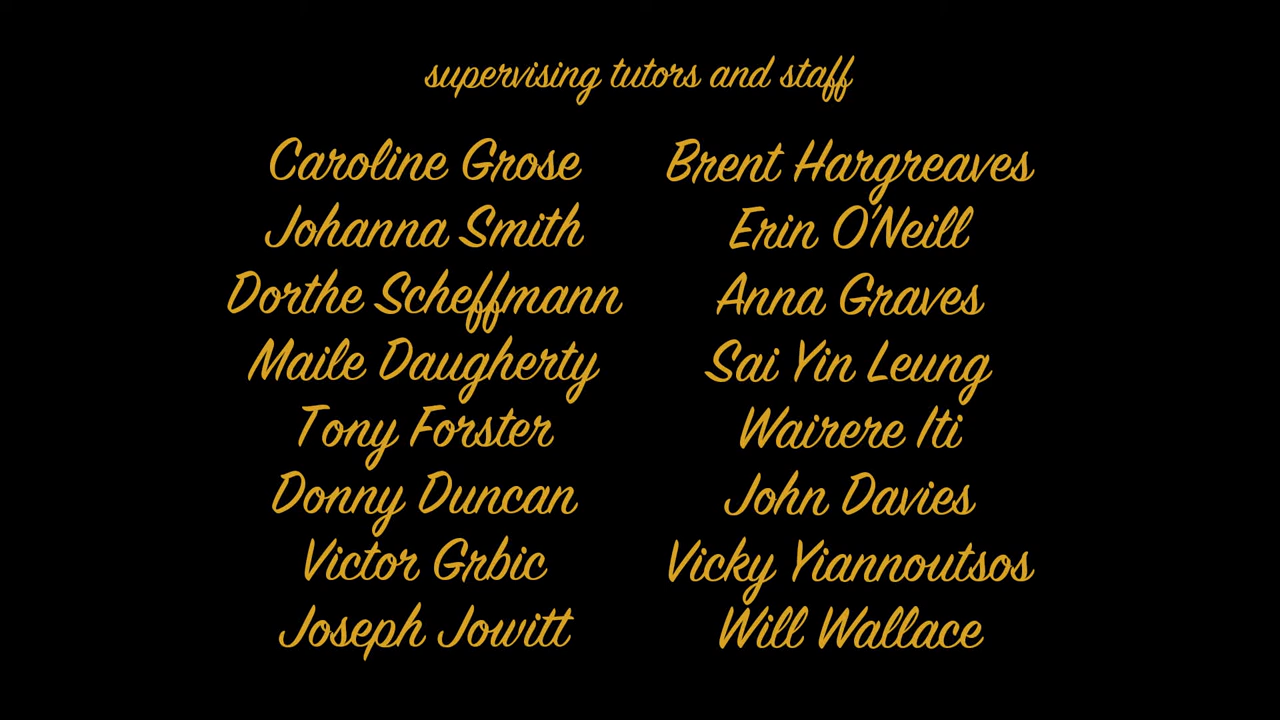 supervising tutors and staff
Caroline Grose
Johanna Smith
Dorthe Scheffmann
Maile Daugherty
Tony Forster
Donny Duncan
Victor Grbic
Joseph Jowitt
Brent Hargreaves
Erin O'Neill
Anna Graves
Sai Yin Leung
Wairere Iti
John Davies
Vicky Yiannoutsos
Will Wallace